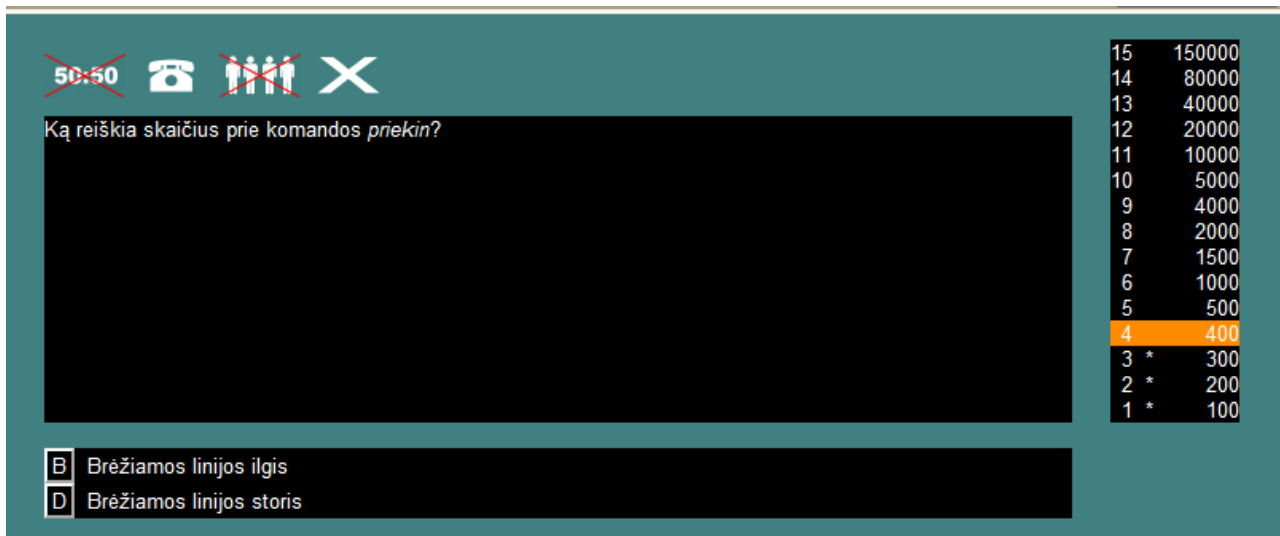 50:50
Ką reiškia skaičius prie komandos priekin?
B Brėžiamos linijos ilgis
D Brėžiamos linijos storis
15 150000
14 80000
13 40000
12 20000
11 10000
10 5000
9 4000
8 2000
7 1500
6 1000
5 500
4 400
3 * 300
2 * 200
1 * 100